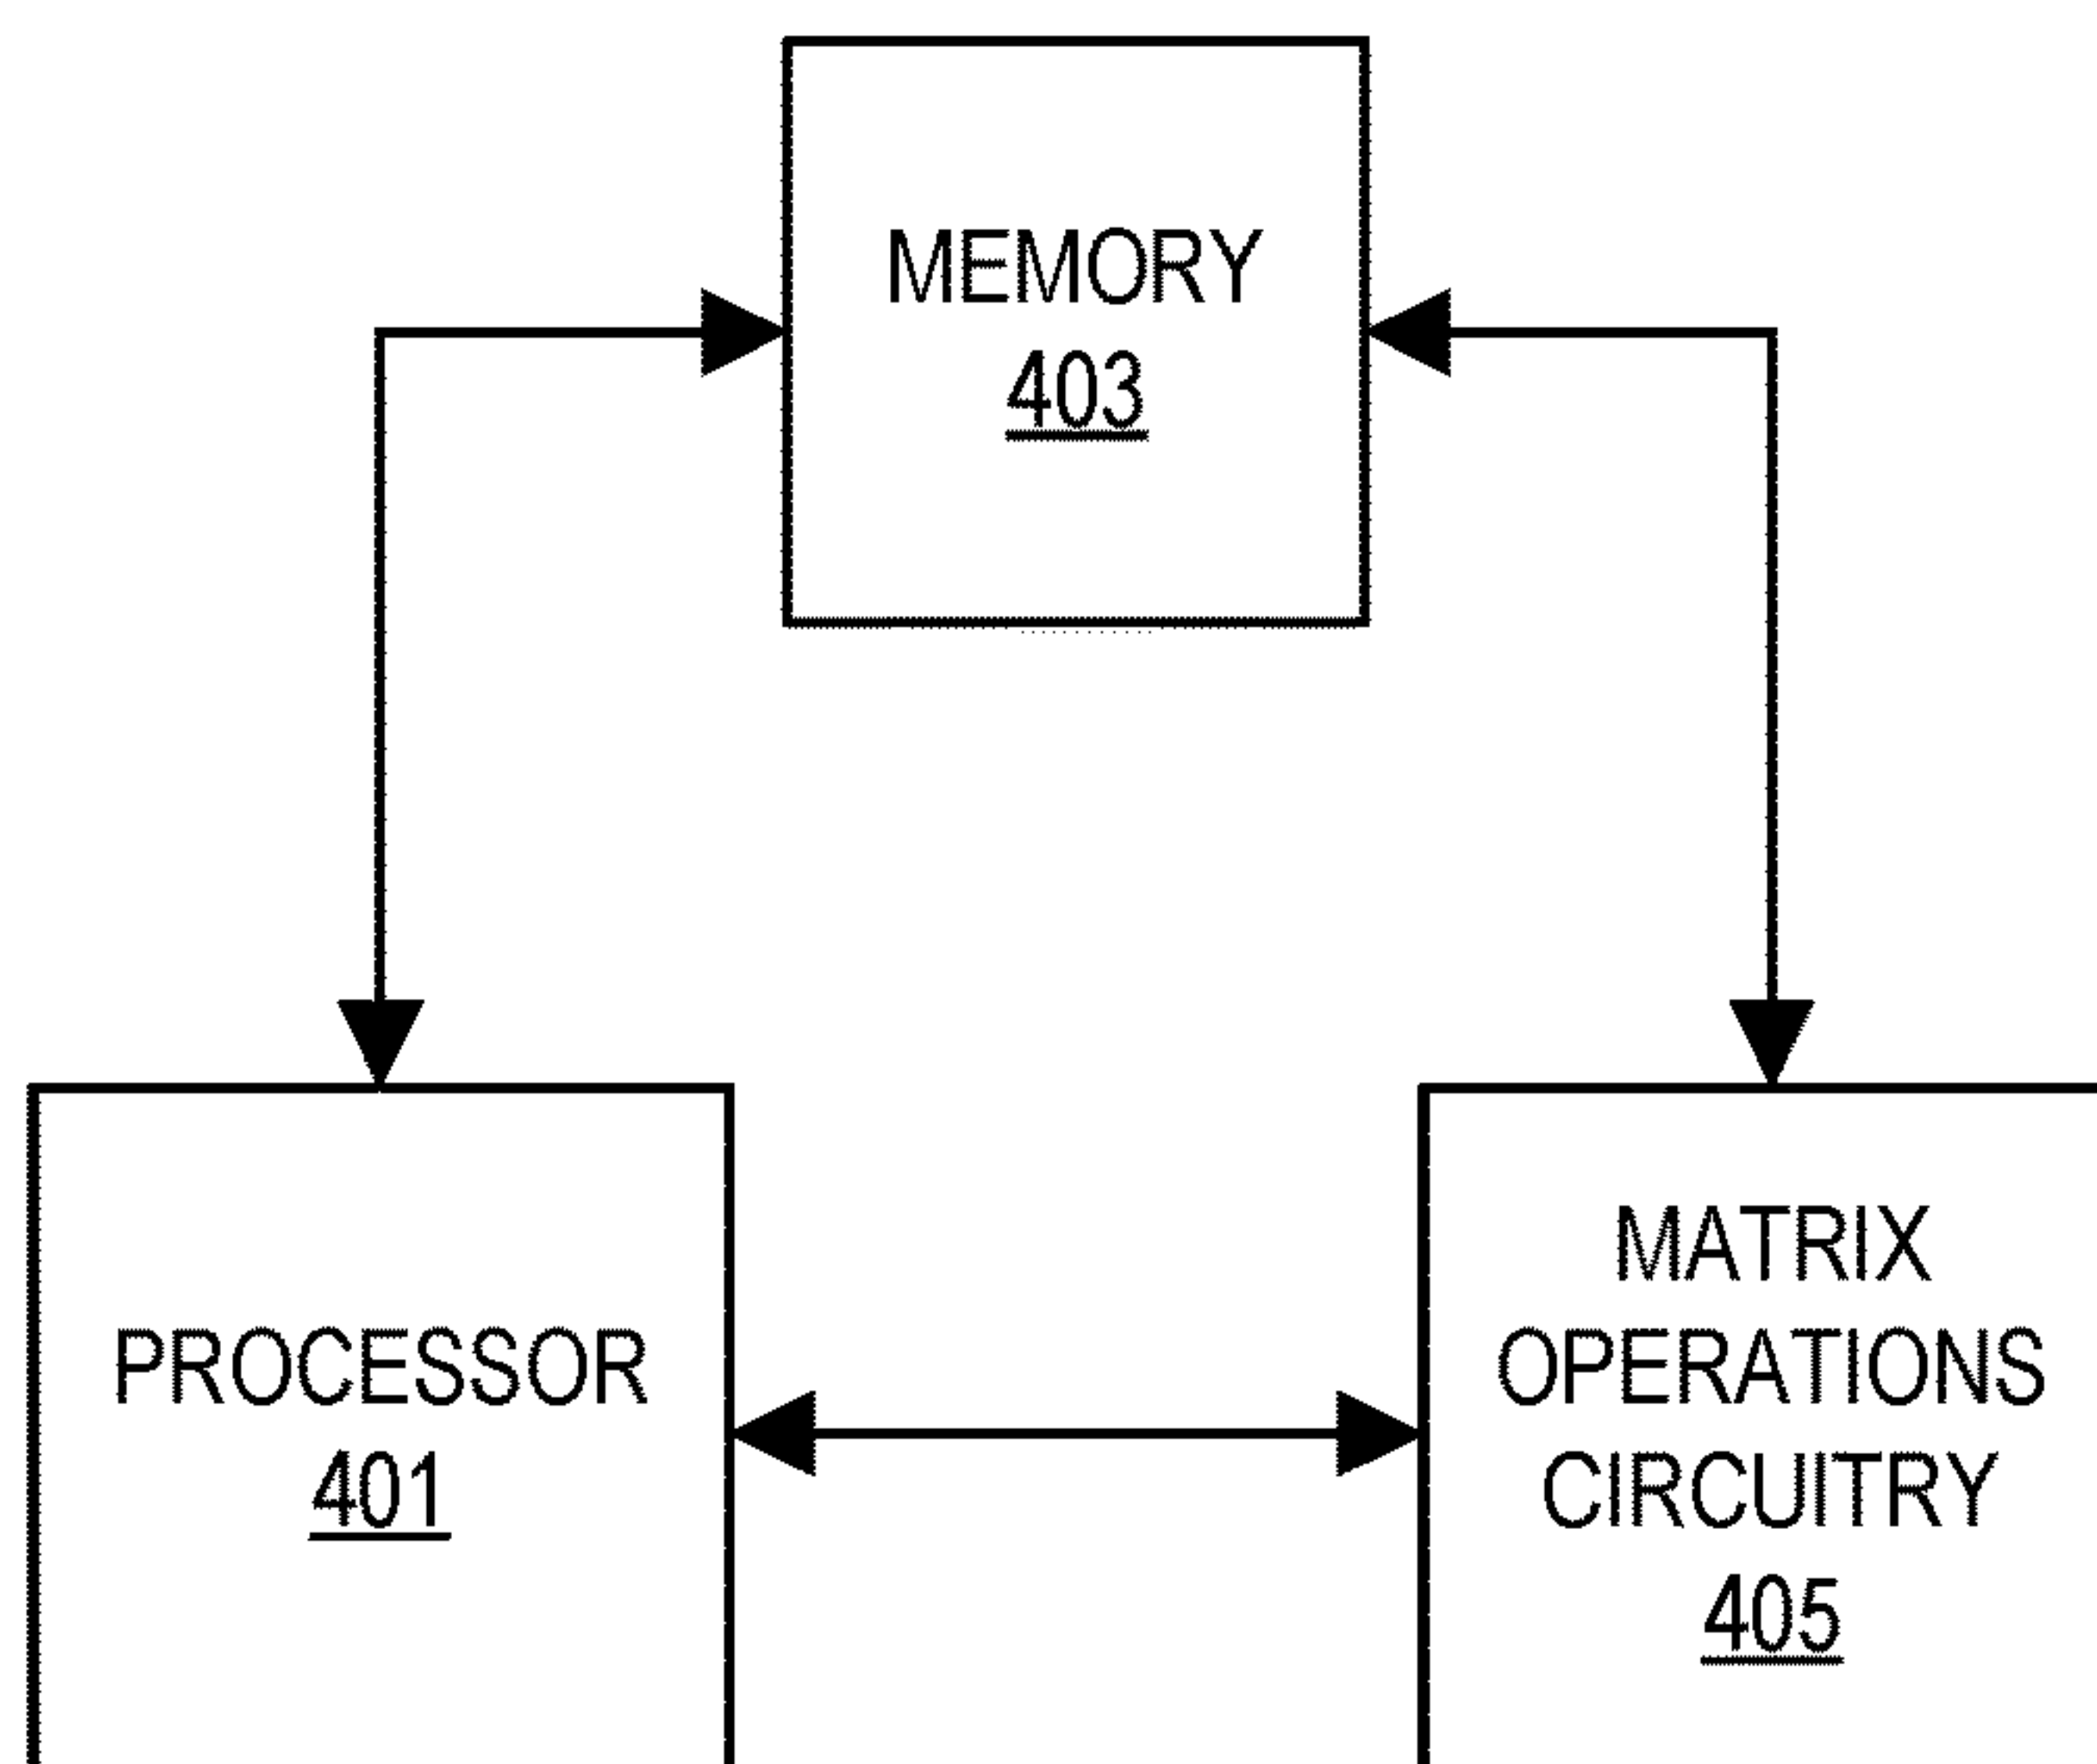 MEMORY
403
PROCESSOR
401
MATRIX
OPERATIONS
CIRCUITRY
405